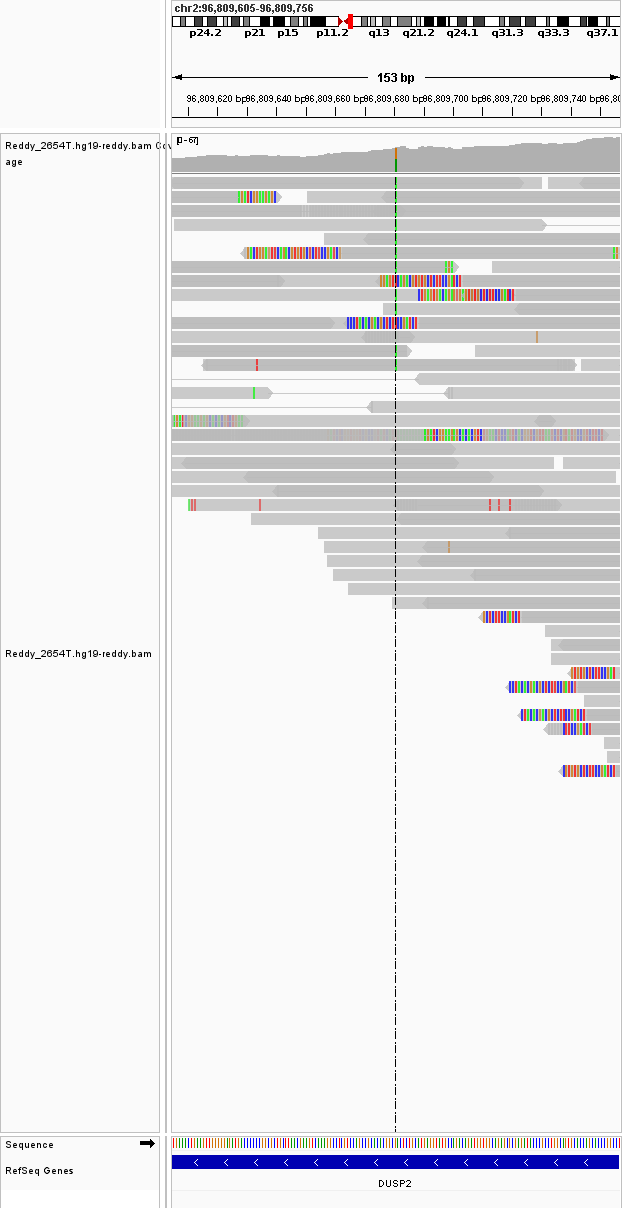 chr2:96,809,605-96,809,756
p24.2 p21 p15 p11.2 q13 q21.2 q24.1 q31.3 q33.3 q37.1
153 bp
96,809,620 bp 96,809,640 bp 96,809,660 bp 96,809,680 bp 96,809,700 bp 96,809,720 bp 96,809,740 bp 96,80
Reddy_2654T.hg19-reddy.bam Cov
age
[0-67]
Reddy_2654T.hg19-reddy.bam
Sequence
RefSeq Genes
DUSP2